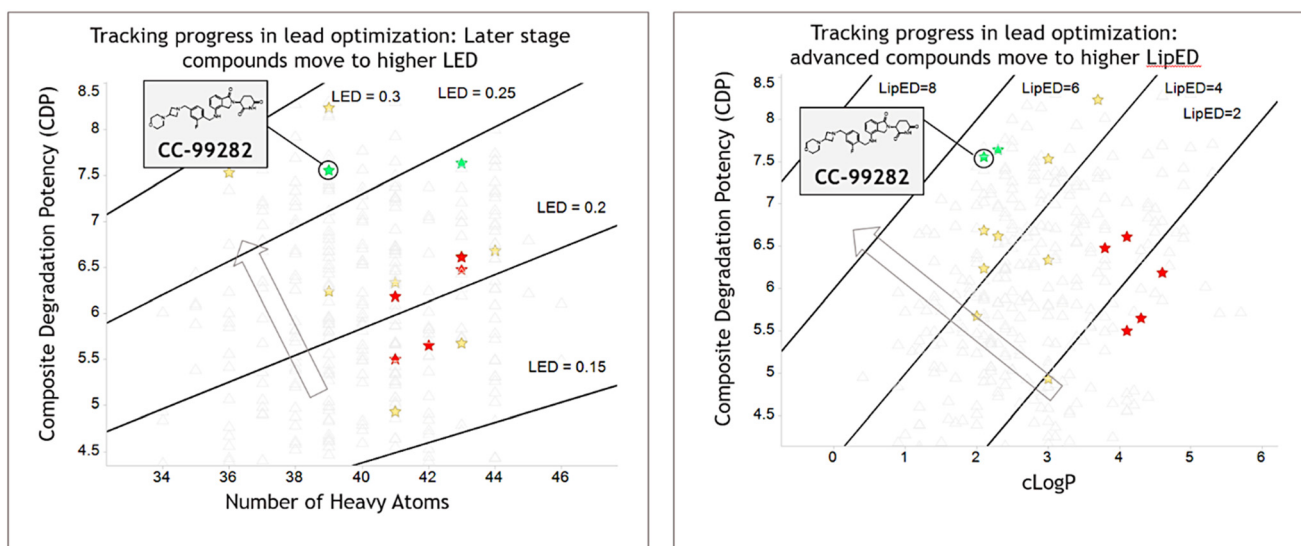 Tracking progress in lead optimization: Later stage
compounds move to higher LED
LED = 0.3
LED = 0.25
CC-99282
LED = 0.2
LED = 0.15
Composite Degradation Potency (CDP)
8.5
8
7.5
7
6.5
6
5.5
5
4.5
34
36
38
40
42
44
46
Number of Heavy Atoms
Tracking progress in lead optimization:
advanced compounds move to higher LipED
LipED=8
LipED=6
LipED=4
LipED=2
CC-99282
Composite Degradation Potency (CDP)
8.5
8
7.5
7
6.5
6
5.5
5
4.5
0
1
2
3
4
5
6
cLogP